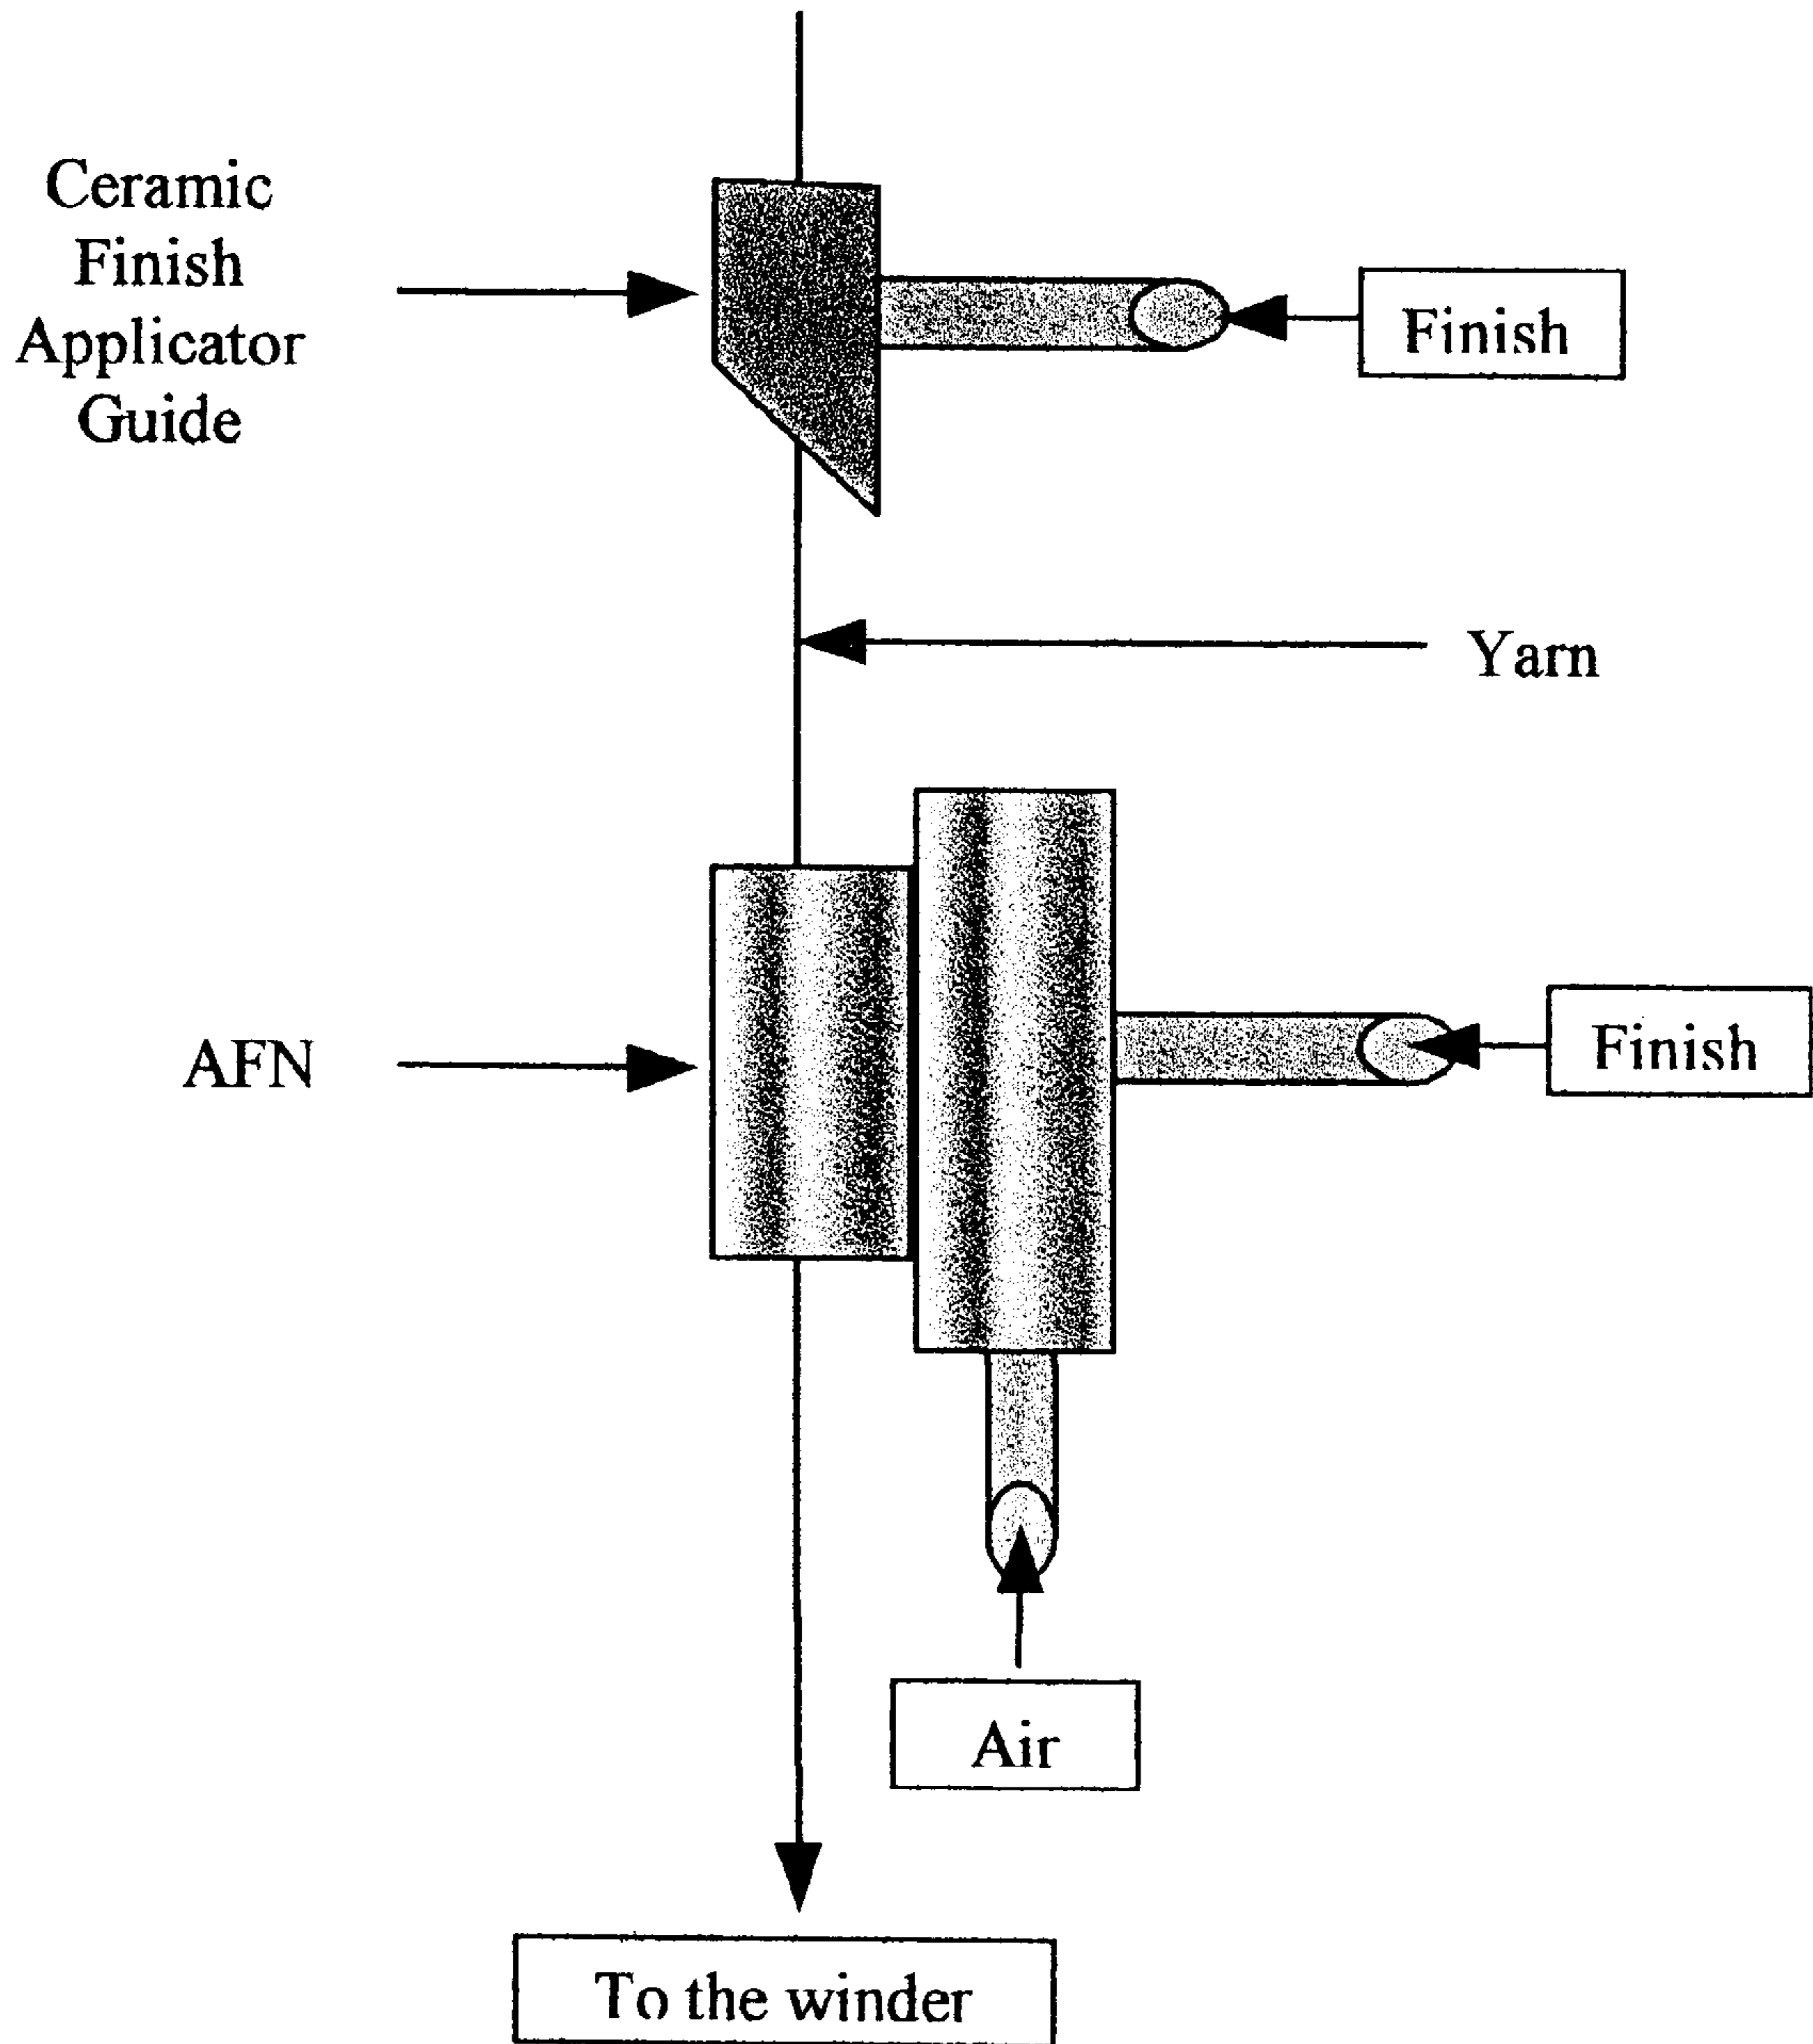 Ceramic
Finish
Applicator
Guide
Finish
Yarn
AFN
Finish
Air
To the winder